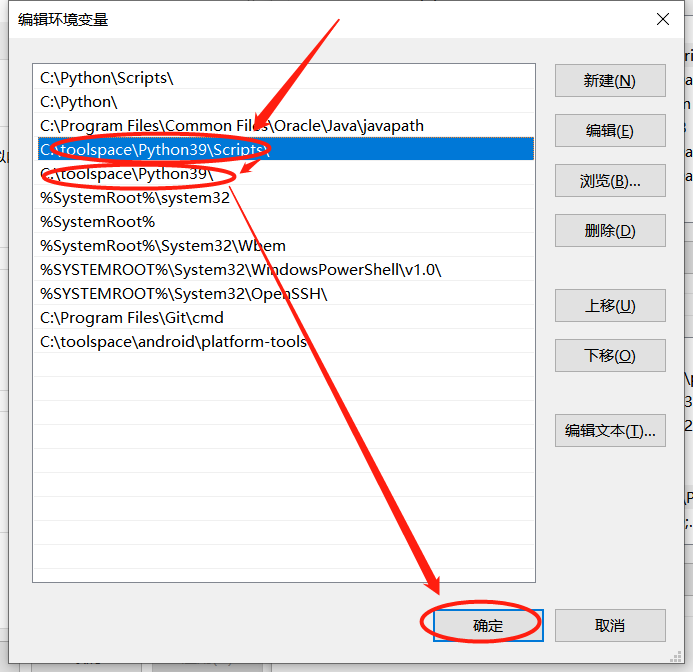 编辑环境变量
C:\Python\Scripts\
C:\Python\
C:\Program Files\Common Files\Oracle\Java\javapath
C:\toolspace\Python39\Scripts\
C:\toolspace\Python39\
%SystemRoot%\system32
%SystemRoot%
%SystemRoot%\System32\Wbem
%SYSTEMROOT%\System32\WindowsPowerShell\v1.0\
%SYSTEMROOT%\System32\OpenSSH\
C:\Program Files\Git\cmd
C:\toolspace\android\platform-tools
新建(N)
编辑(E)
浏览(B)...
删除(D)
上移(U)
下移(O)
编辑文本(T)...
确定
取消